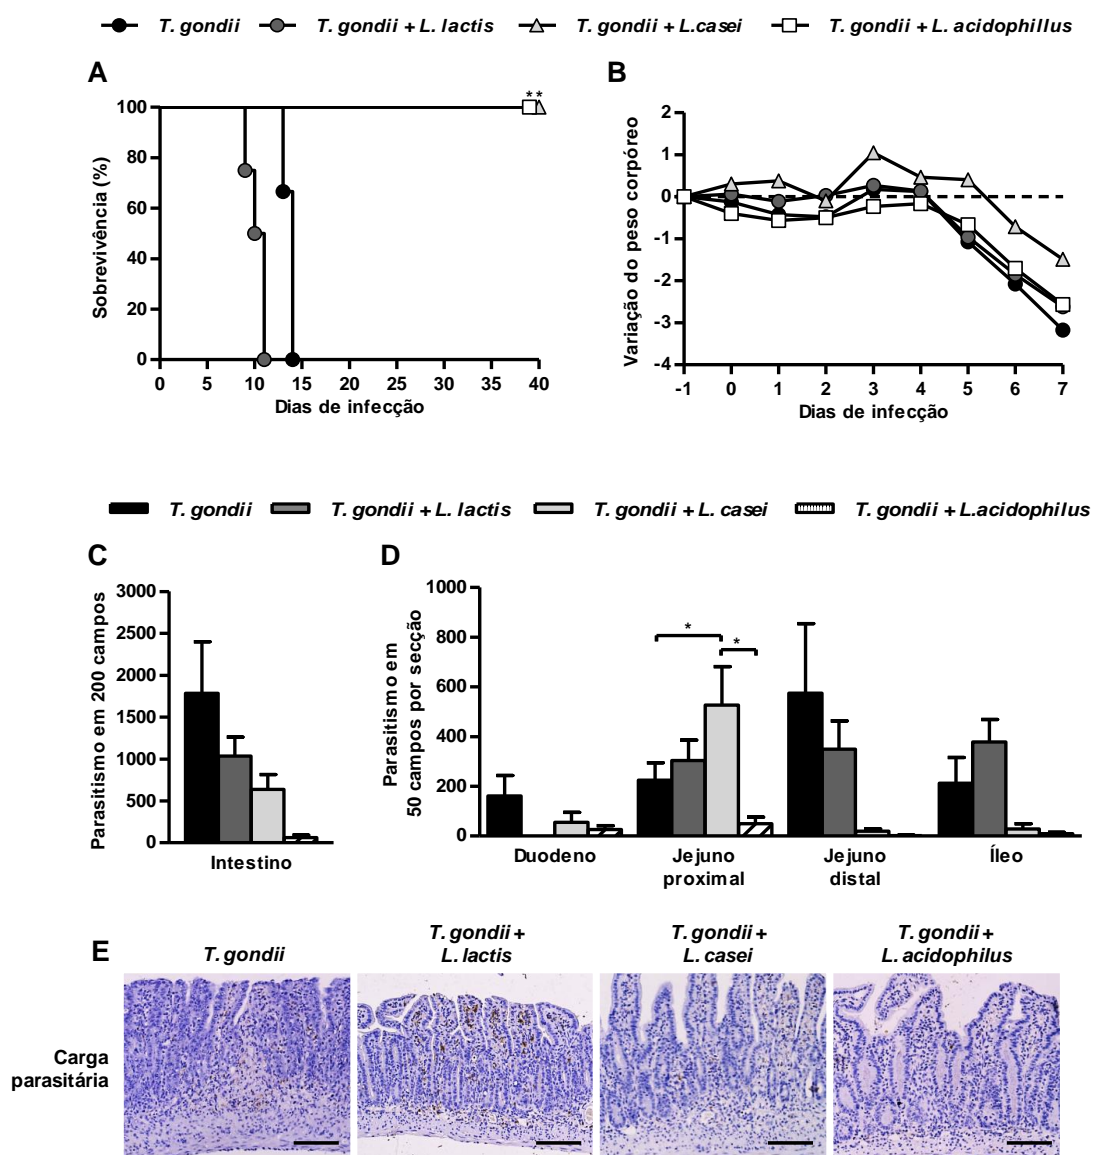 T. gondii T. gondii + L. lactis T. gondii + L.casei T. gondii + L. acidophillus
A
B
**
100
80
60
40
20
0
Sobrevivência (%)
0 5 10 15 20 25 30 35 40
Dias de infecção
2
1
0
-1
-2
-3
-4
Variação do peso corpóreo
-1 0 1 2 3 4 5 6 7
Dias de infecção
T. gondii T. gondii + L. lactis T. gondii + L. casei T. gondii + L.acidophilus
C
D
3000
2500
2000
1500
1000
500
0
Parasitismo em 200 campos
Intestino
1000
800
600
400
200
0
Parasitismo em
50 campos por secção
* *
Duodeno Jejuno Jejuno Íleo
proximal distal
E
T. gondii
T. gondii +
L. lactis
T. gondii +
L. casei
T. gondii +
L. acidophilus
Carga
parasitária